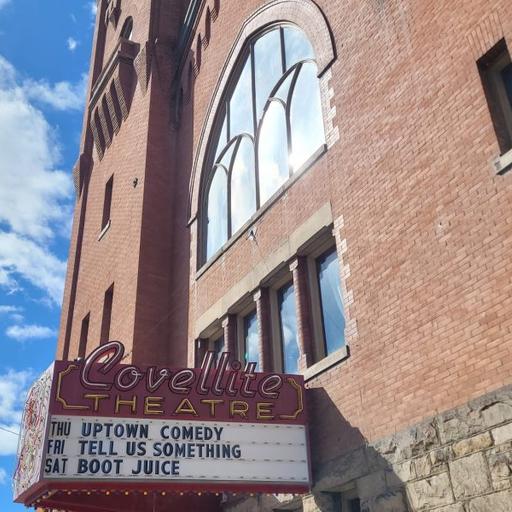 Covellite
THEATRE
THU UPTOWN COMEDY
FRI TELL US SOMETHING
SAT BOOT JUICE